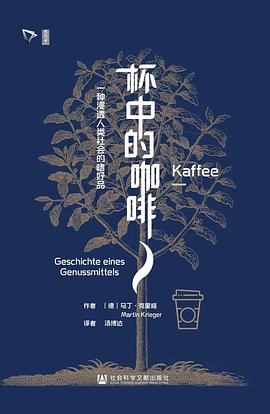 杯中的咖啡
一种浸透人类社会的嗜好品
Kaffee
Geschichte eines
Genussmittels
作者 〔德〕马丁·克里格
Martin Krieger
译者 汤博达
社会科学文献出版社